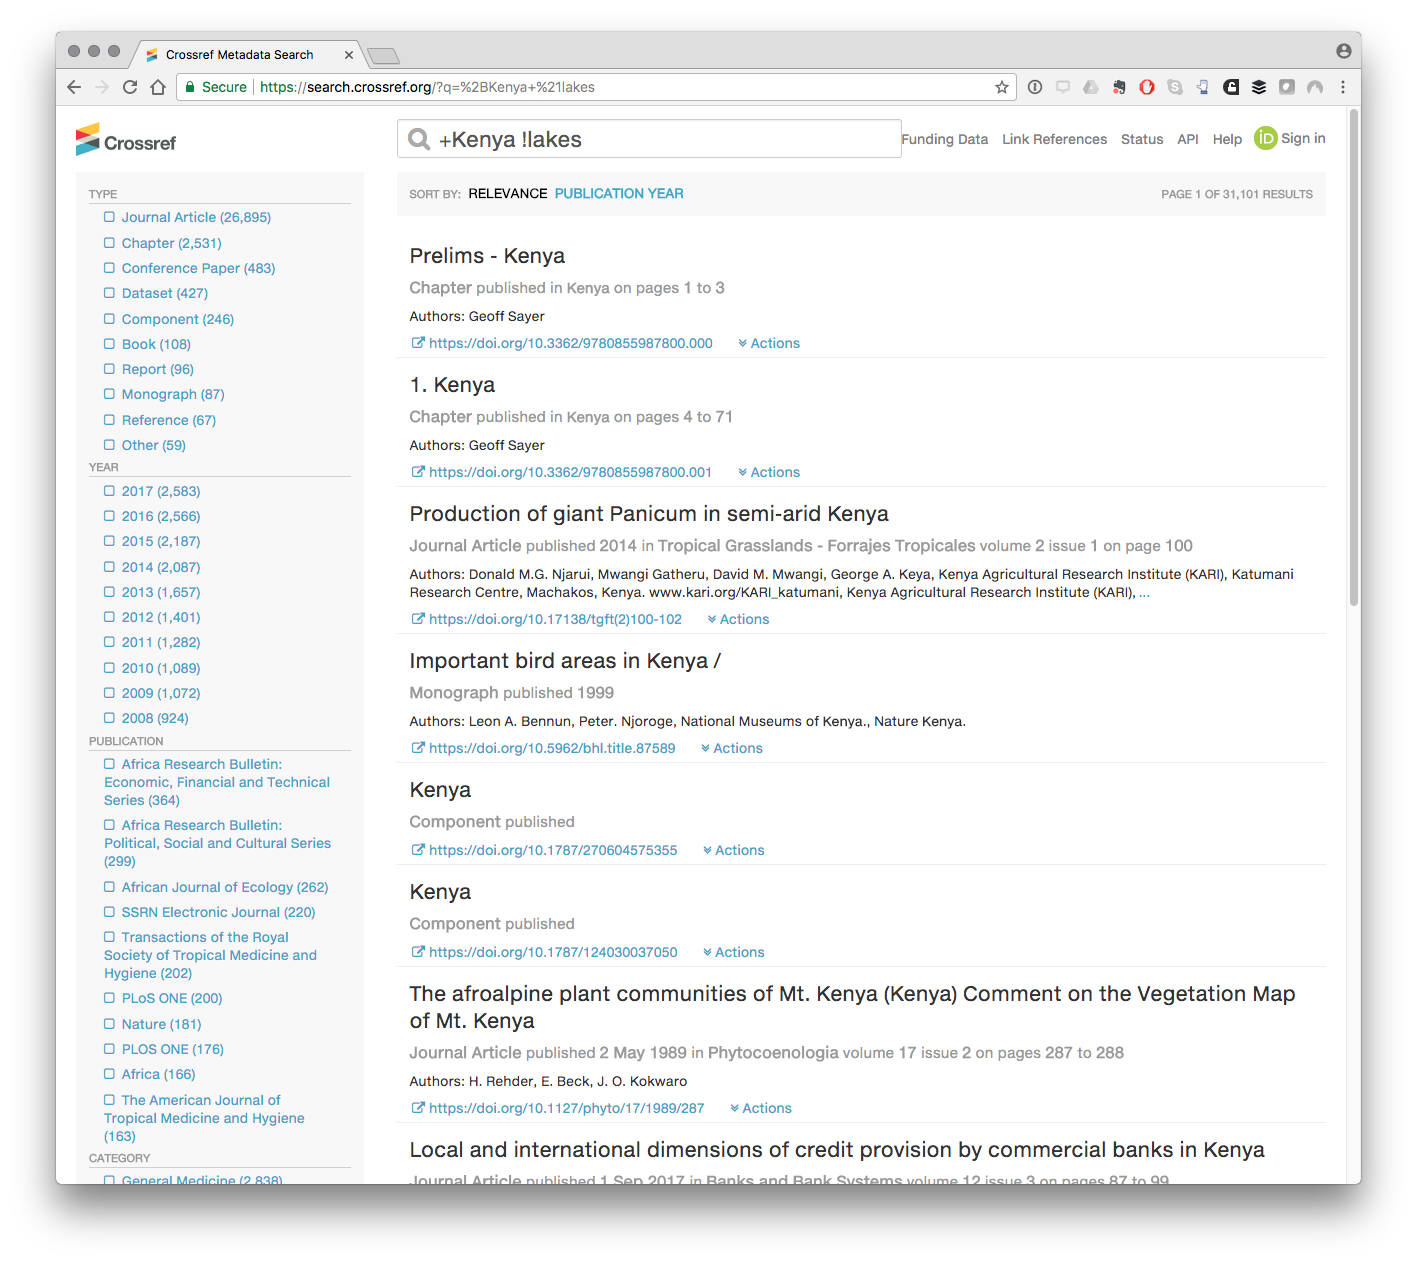 Crossref Metadata Search
Secure https://search.crossref.org/?q=%2BKenya+%21lakes
Crossref
+Kenya !lakes
Funding Data Link References Status API Help iD Sign in
TYPE
Journal Article (26,895)
Chapter (2,531)
Conference Paper (483)
Dataset (427)
Component (246)
Book (108)
Report (96)
Monograph (87)
Reference (67)
Other (59)
YEAR
2017 (2,583)
2016 (2,566)
2015 (2,187)
2014 (2,087)
2013 (1,657)
2012 (1,401)
2011 (1,282)
2010 (1,089)
2009 (1,072)
2008 (924)
PUBLICATION
Africa Research Bulletin:
Economic, Financial and Technical
Series (364)
Africa Research Bulletin:
Political, Social and Cultural Series
(299)
African Journal of Ecology (262)
SSRN Electronic Journal (220)
Transactions of the Royal
Society of Tropical Medicine and
Hygiene (202)
PLoS ONE (200)
Nature (181)
PLOS ONE (176)
Africa (166)
The American Journal of
Tropical Medicine and Hygiene
(163)
CATEGORY
General Medicine (2,838)
SORT BY: RELEVANCE PUBLICATION YEAR
PAGE 1 OF 31,101 RESULTS
Prelims - Kenya
Chapter published in Kenya on pages 1 to 3
Authors: Geoff Sayer
https://doi.org/10.3362/9780855987800.000 Actions
1. Kenya
Chapter published in Kenya on pages 4 to 71
Authors: Geoff Sayer
https://doi.org/10.3362/9780855987800.001 Actions
Production of giant Panicum in semi-arid Kenya
Journal Article published 2014 in Tropical Grasslands - Forrajes Tropicales volume 2 issue 1 on page 100
Authors: Donald M.G. Njarui, Mwangi Gatheru, David M. Mwangi, George A. Keya, Kenya Agricultural Research Institute (KARI), Katumani
Research Centre, Machakos, Kenya. www.kari.org/KARI_katumani, Kenya Agricultural Research Institute (KARI), ...
https://doi.org/10.17138/tgft(2)100-102 Actions
Important bird areas in Kenya /
Monograph published 1999
Authors: Leon A. Bennun, Peter. Njoroge, National Museums of Kenya., Nature Kenya.
https://doi.org/10.5962/bhl.title.87589 Actions
Kenya
Component published
https://doi.org/10.1787/270604575355 Actions
Kenya
Component published
https://doi.org/10.1787/124030037050 Actions
The afroalpine plant communities of Mt. Kenya (Kenya) Comment on the Vegetation Map
of Mt. Kenya
Journal Article published 2 May 1989 in Phytocoenologia volume 17 issue 2 on pages 287 to 288
Authors: H. Rehder, E. Beck, J. O. Kokwaro
https://doi.org/10.1127/phyto/17/1989/287 Actions
Local and international dimensions of credit provision by commercial banks in Kenya
Journal Article published 1 Sep 2017 in Banks and Bank Systems volume 12 issue 3 on pages 87 to 99